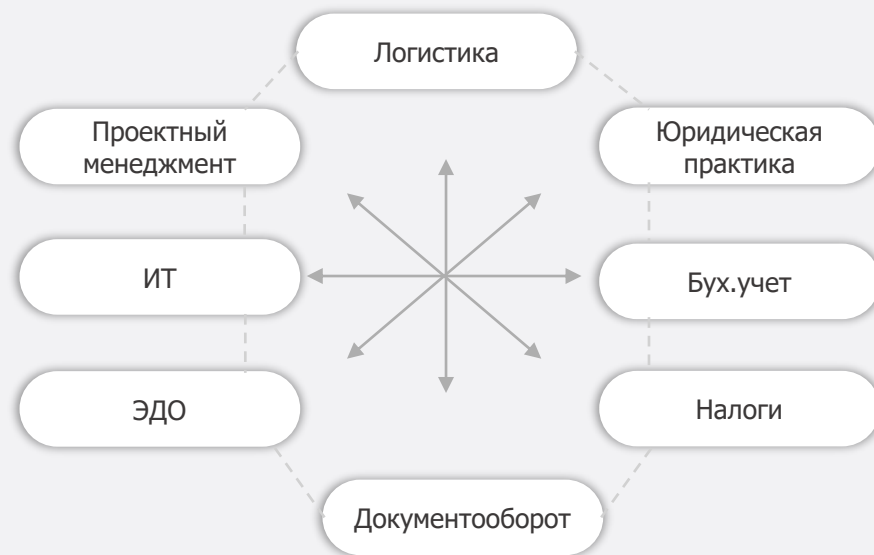 Логистика
Проектный
менеджмент
Юридическая
практика
ИТ
Бух.учет
ЭДО
Налоги
Документооборот